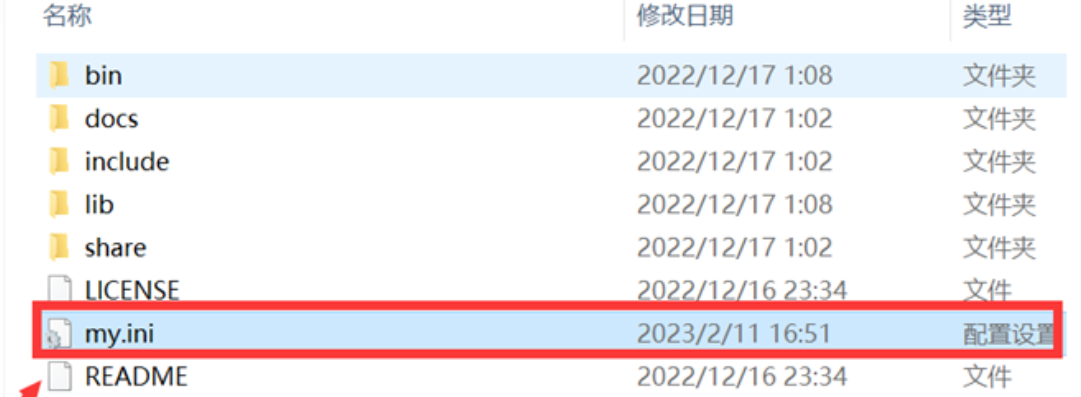 名称 修改日期 类型
bin 2022/12/17 1:08 文件夹
docs 2022/12/17 1:02 文件夹
include 2022/12/17 1:02 文件夹
lib 2022/12/17 1:08 文件夹
share 2022/12/17 1:02 文件夹
LICENSE 2022/12/16 23:34 文件
my.ini 2023/2/11 16:51 配置设置
README 2022/12/16 23:34 文件